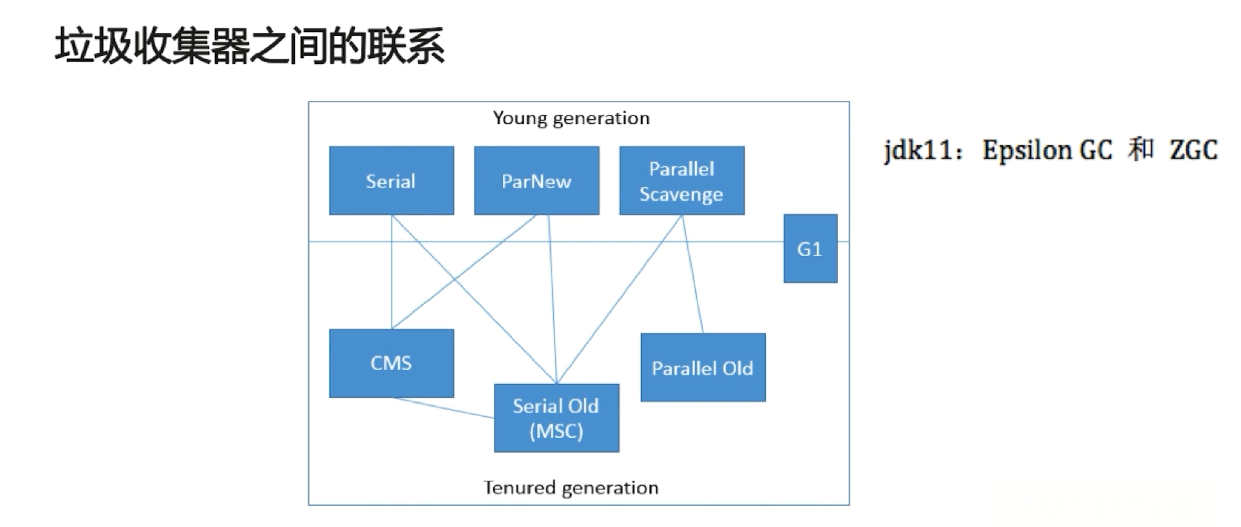 垃圾收集器之间的联系
Young generation
Serial
ParNew
Parallel
Scavenge
G1
jdk11：Epsilon GC 和 ZGC
CMS
Serial Old
(MSC)
Parallel Old
Tenured generation